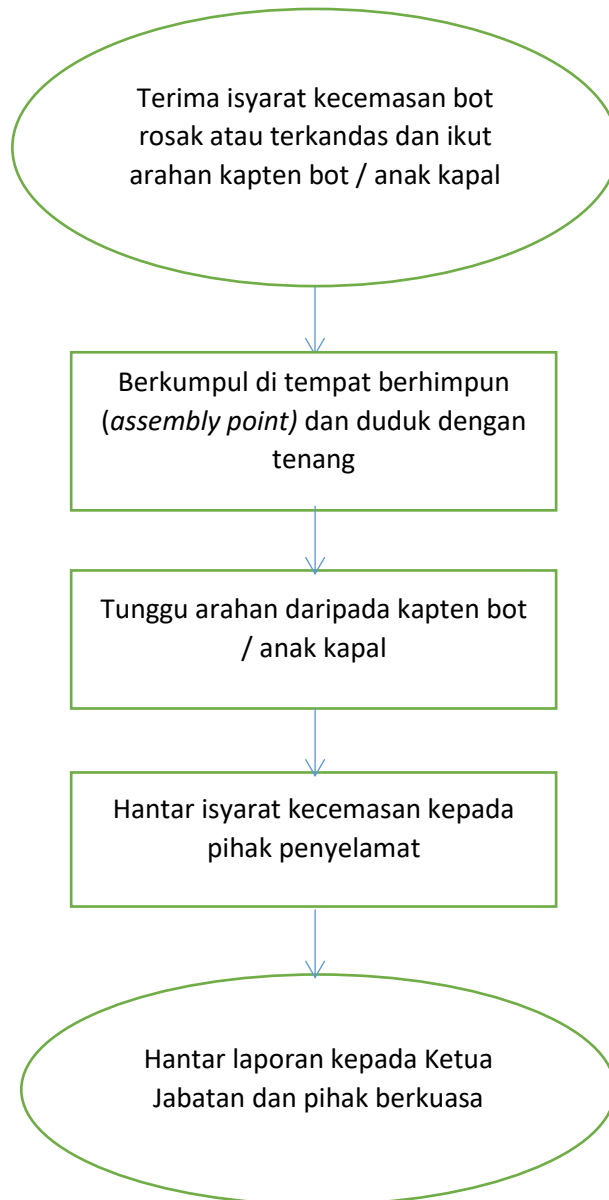 Terima isyarat kecemasan bot
rosak atau terkandas dan ikut
arahan kapten bot / anak kapal
Berkumpul di tempat berhimpun
(assembly point) dan duduk dengan
tenang
Tunggu arahan daripada kapten bot
/ anak kapal
Hantar isyarat kecemasan kepada
pihak penyelamat
Hantar laporan kepada Ketua
Jabatan dan pihak berkuasa